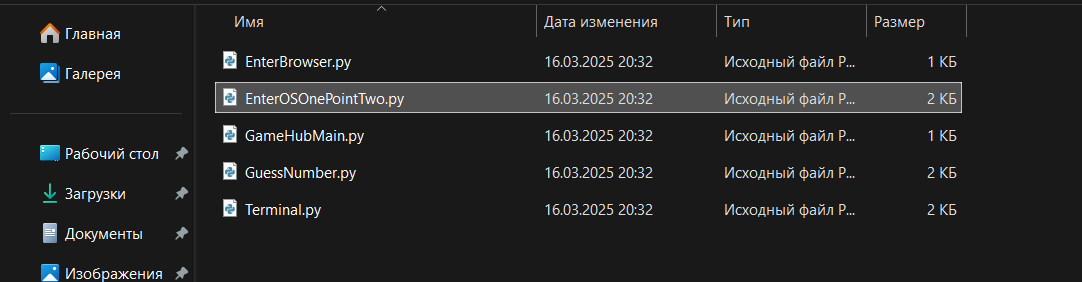 Имя Дата изменения Тип Размер
Главная
EnterBrowser.py 16.03.2025 20:32 Исходный файл P... 1 КБ
Галерея
EnterOSOnePointTwo.py 16.03.2025 20:32 Исходный файл P... 2 КБ
GameHubMain.py 16.03.2025 20:32 Исходный файл P... 1 КБ
Рабочий стол
GuessNumber.py 16.03.2025 20:32 Исходный файл P... 2 КБ
Загрузки
Terminal.py 16.03.2025 20:32 Исходный файл P... 2 КБ
Документы
Изображения